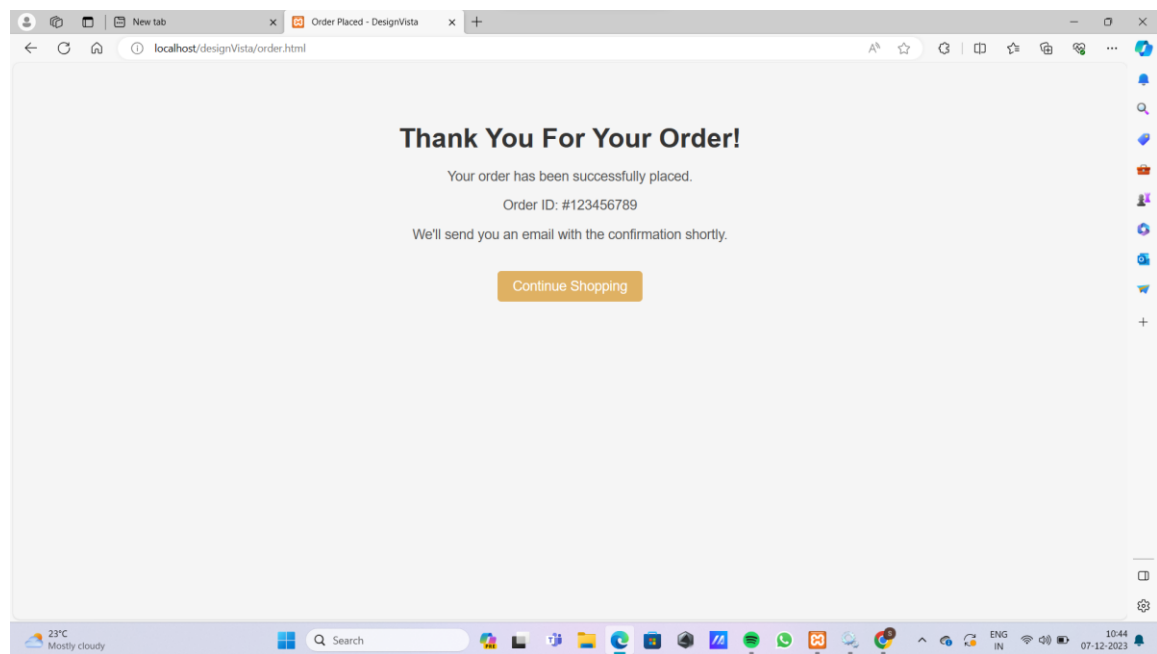 New tab
Order Placed - DesignVista
localhost/designVista/order.html
Thank You For Your Order!
Your order has been successfully placed.
Order ID: #123456789
We'll send you an email with the confirmation shortly.
Continue Shopping
23°C
Mostly cloudy
Search
PRE
ENG
IN
10:44
07-12-2023